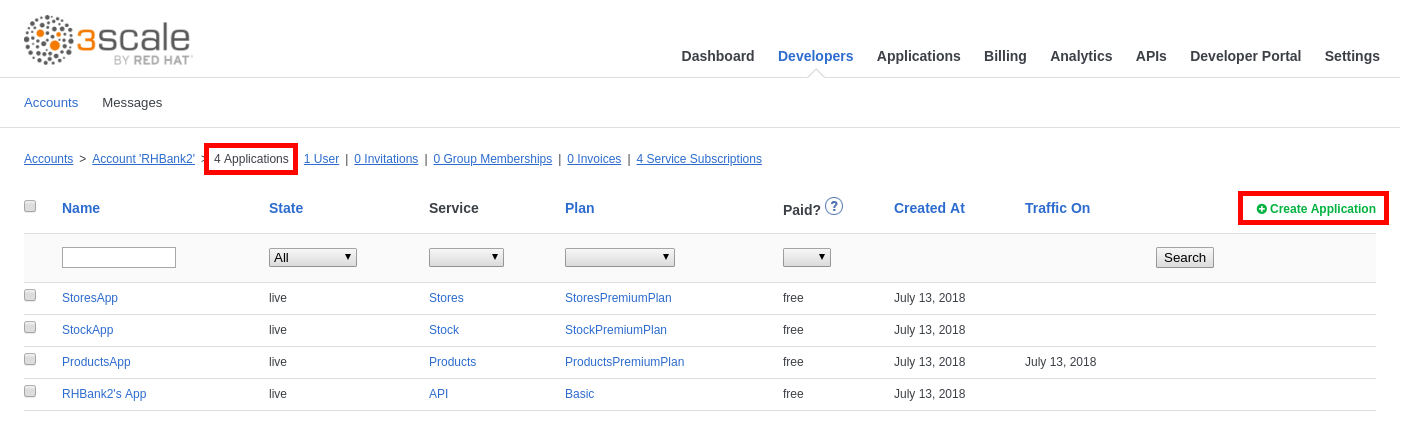 3scale
BY RED HAT
Dashboard Developers Applications Billing Analytics APIs Developer Portal Settings
Accounts Messages
Accounts > Account 'RHBank2' > 4 Applications 1 User | 0 Invitations | 0 Group Memberships | 0 Invoices | 4 Service Subscriptions
Name State Service Plan Paid? ? Created At Traffic On Create Application
All Search
StoresApp live Stores StoresPremiumPlan free July 13, 2018
StockApp live Stock StockPremiumPlan free July 13, 2018
ProductsApp live Products ProductsPremiumPlan free July 13, 2018 July 13, 2018
RHBank2's App live API Basic free July 13, 2018